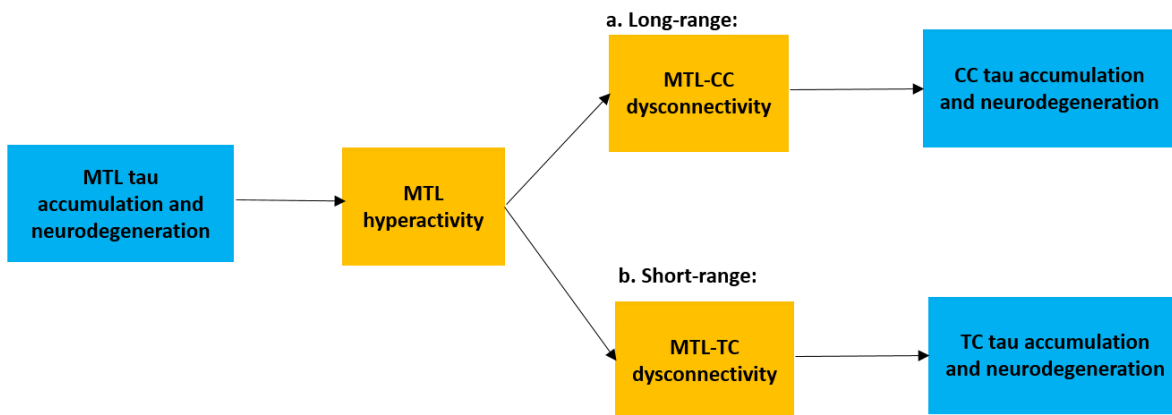 MTL tau
accumulation and
neurodegeneration
MTL
hyperactivity
a. Long-range:
MTL-CC
dysconnectivity
CC tau accumulation
and neurodegeneration
b. Short-range:
MTL-TC
dysconnectivity
TC tau accumulation
and neurodegeneration